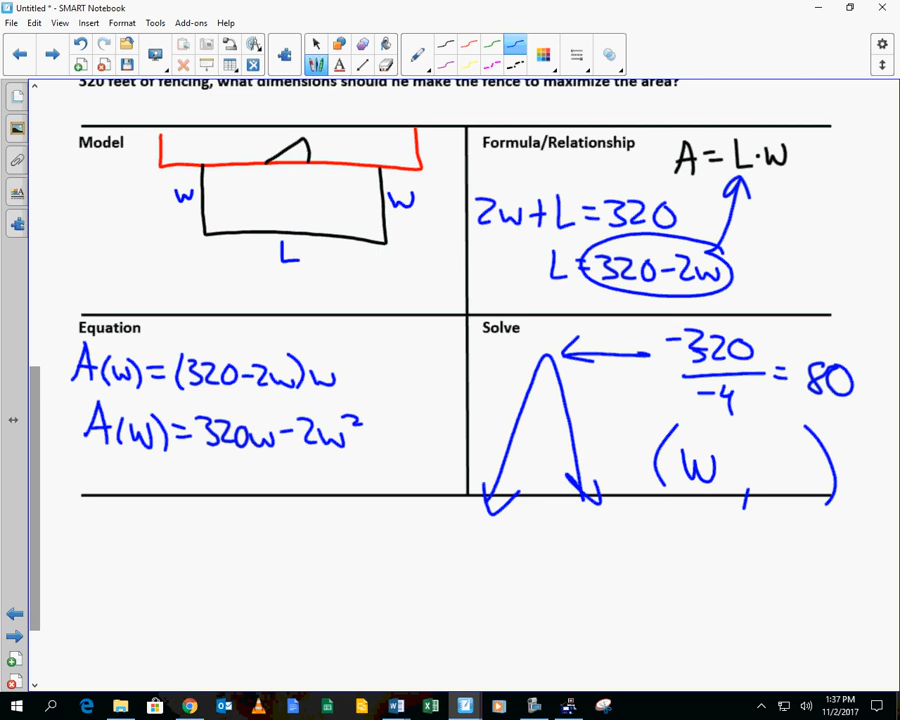 Untitled * - SMART Notebook
File Edit View Insert Format Tools Add-ons Help
320 feet of fencing, what dimensions should he make the fence to maximize the area?
Model
w
w
L
Formula/Relationship
A = L·w
2w + L = 320
L = 320 - 2w
Equation
A(w) = (320 - 2w)w
A(w) = 320w - 2w²
Solve
-320
-4
= 80
(w , )
1:37 PM
11/2/2017